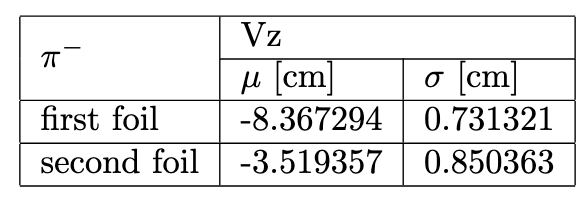 π⁻ Vz
μ [cm] σ [cm]
first foil -8.367294 0.731321
second foil -3.519357 0.850363